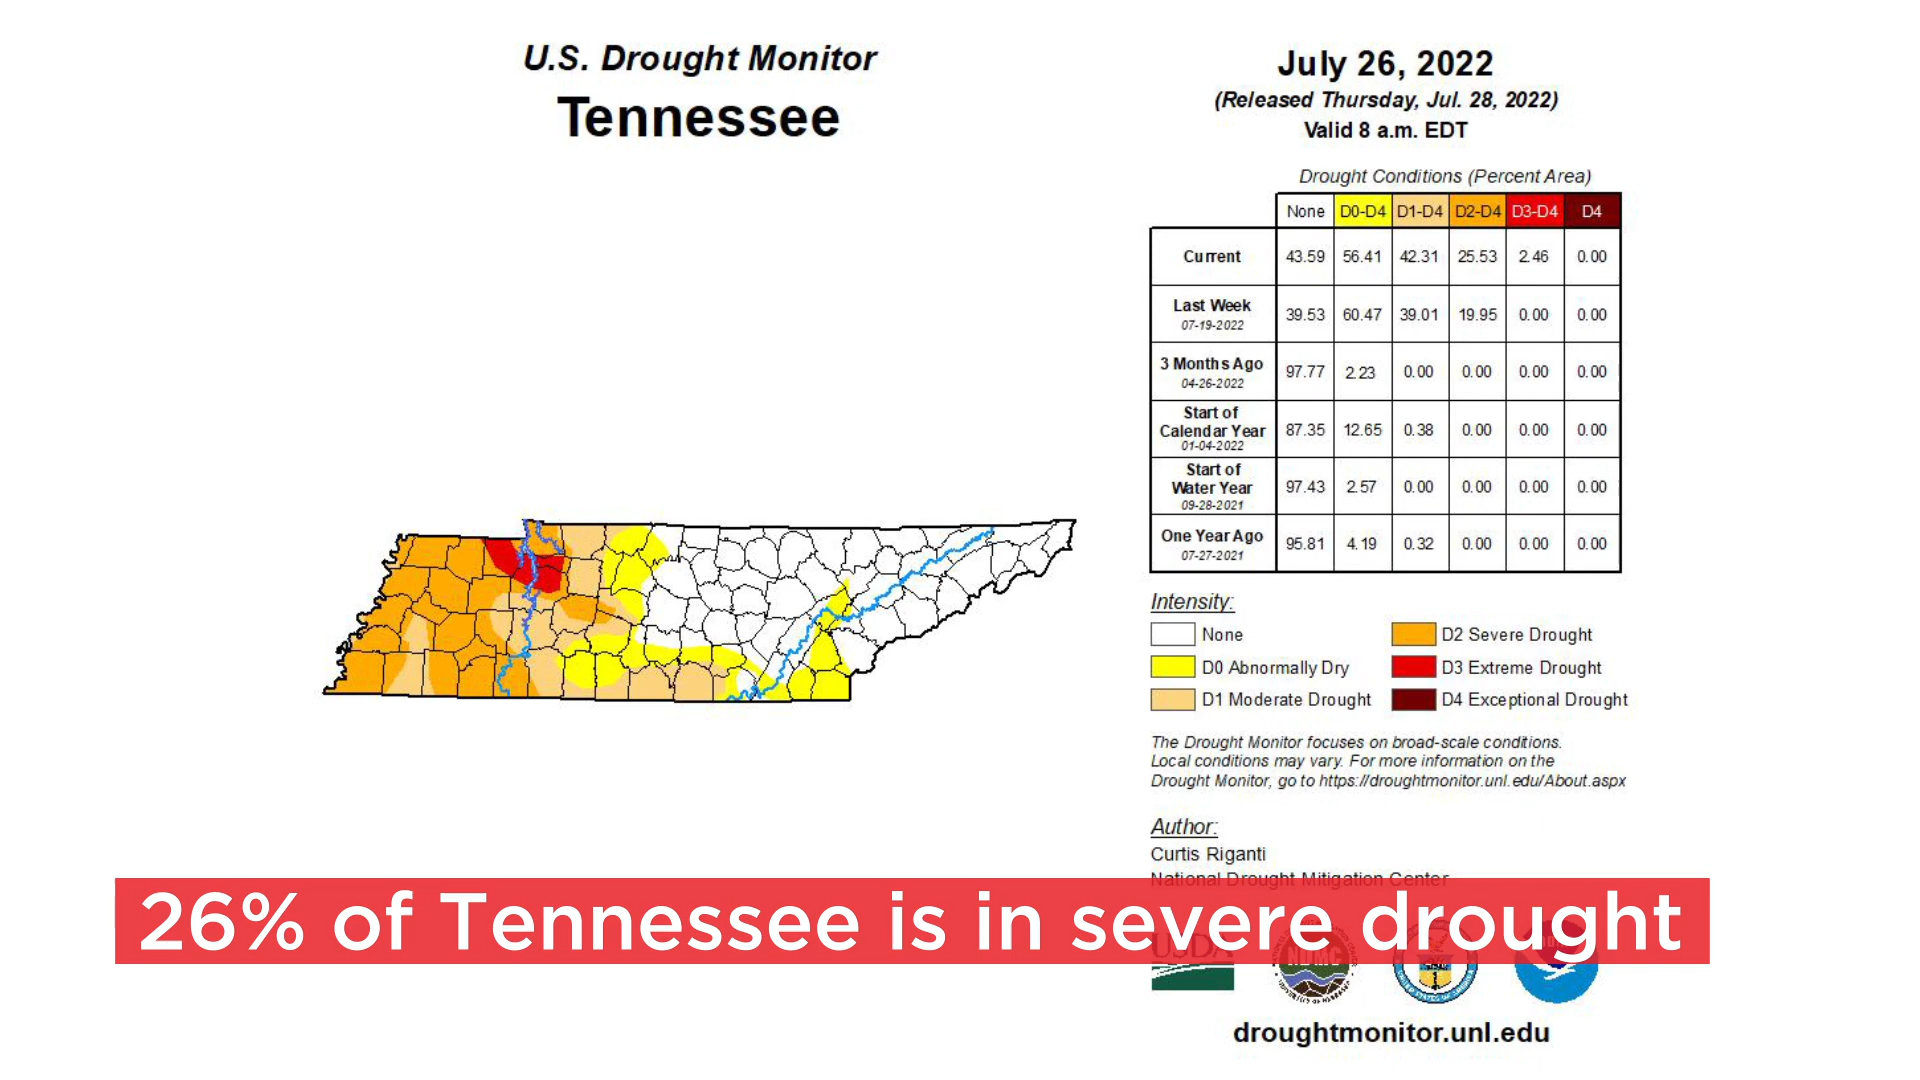 U.S. Drought Monitor
Tennessee
July 26, 2022
(Released Thursday, Jul. 28, 2022)
Valid 8 a.m. EDT
Drought Conditions (Percent Area)
None D0-D4 D1-D4 D2-D4 D3-D4 D4
Current 43.59 56.41 42.31 25.53 2.46 0.00
Last Week
07-19-2022 39.53 60.47 39.01 19.95 0.00 0.00
3 Months Ago
04-26-2022 97.77 2.23 0.00 0.00 0.00 0.00
Start of
Calendar Year
01-04-2022 87.35 12.65 0.38 0.00 0.00 0.00
Start of
Water Year
09-28-2021 97.43 2.57 0.00 0.00 0.00 0.00
One Year Ago
07-27-2021 95.81 4.19 0.32 0.00 0.00 0.00
Intensity:
None
D0 Abnormally Dry
D1 Moderate Drought
D2 Severe Drought
D3 Extreme Drought
D4 Exceptional Drought
The Drought Monitor focuses on broad-scale conditions.
Local conditions may vary. For more information on the
Drought Monitor, go to https://droughtmonitor.unl.edu/About.aspx
Author:
Curtis Riganti
National Drought Mitigation Center
26% of Tennessee is in severe drought
USDA
NDMC
droughtmonitor.unl.edu